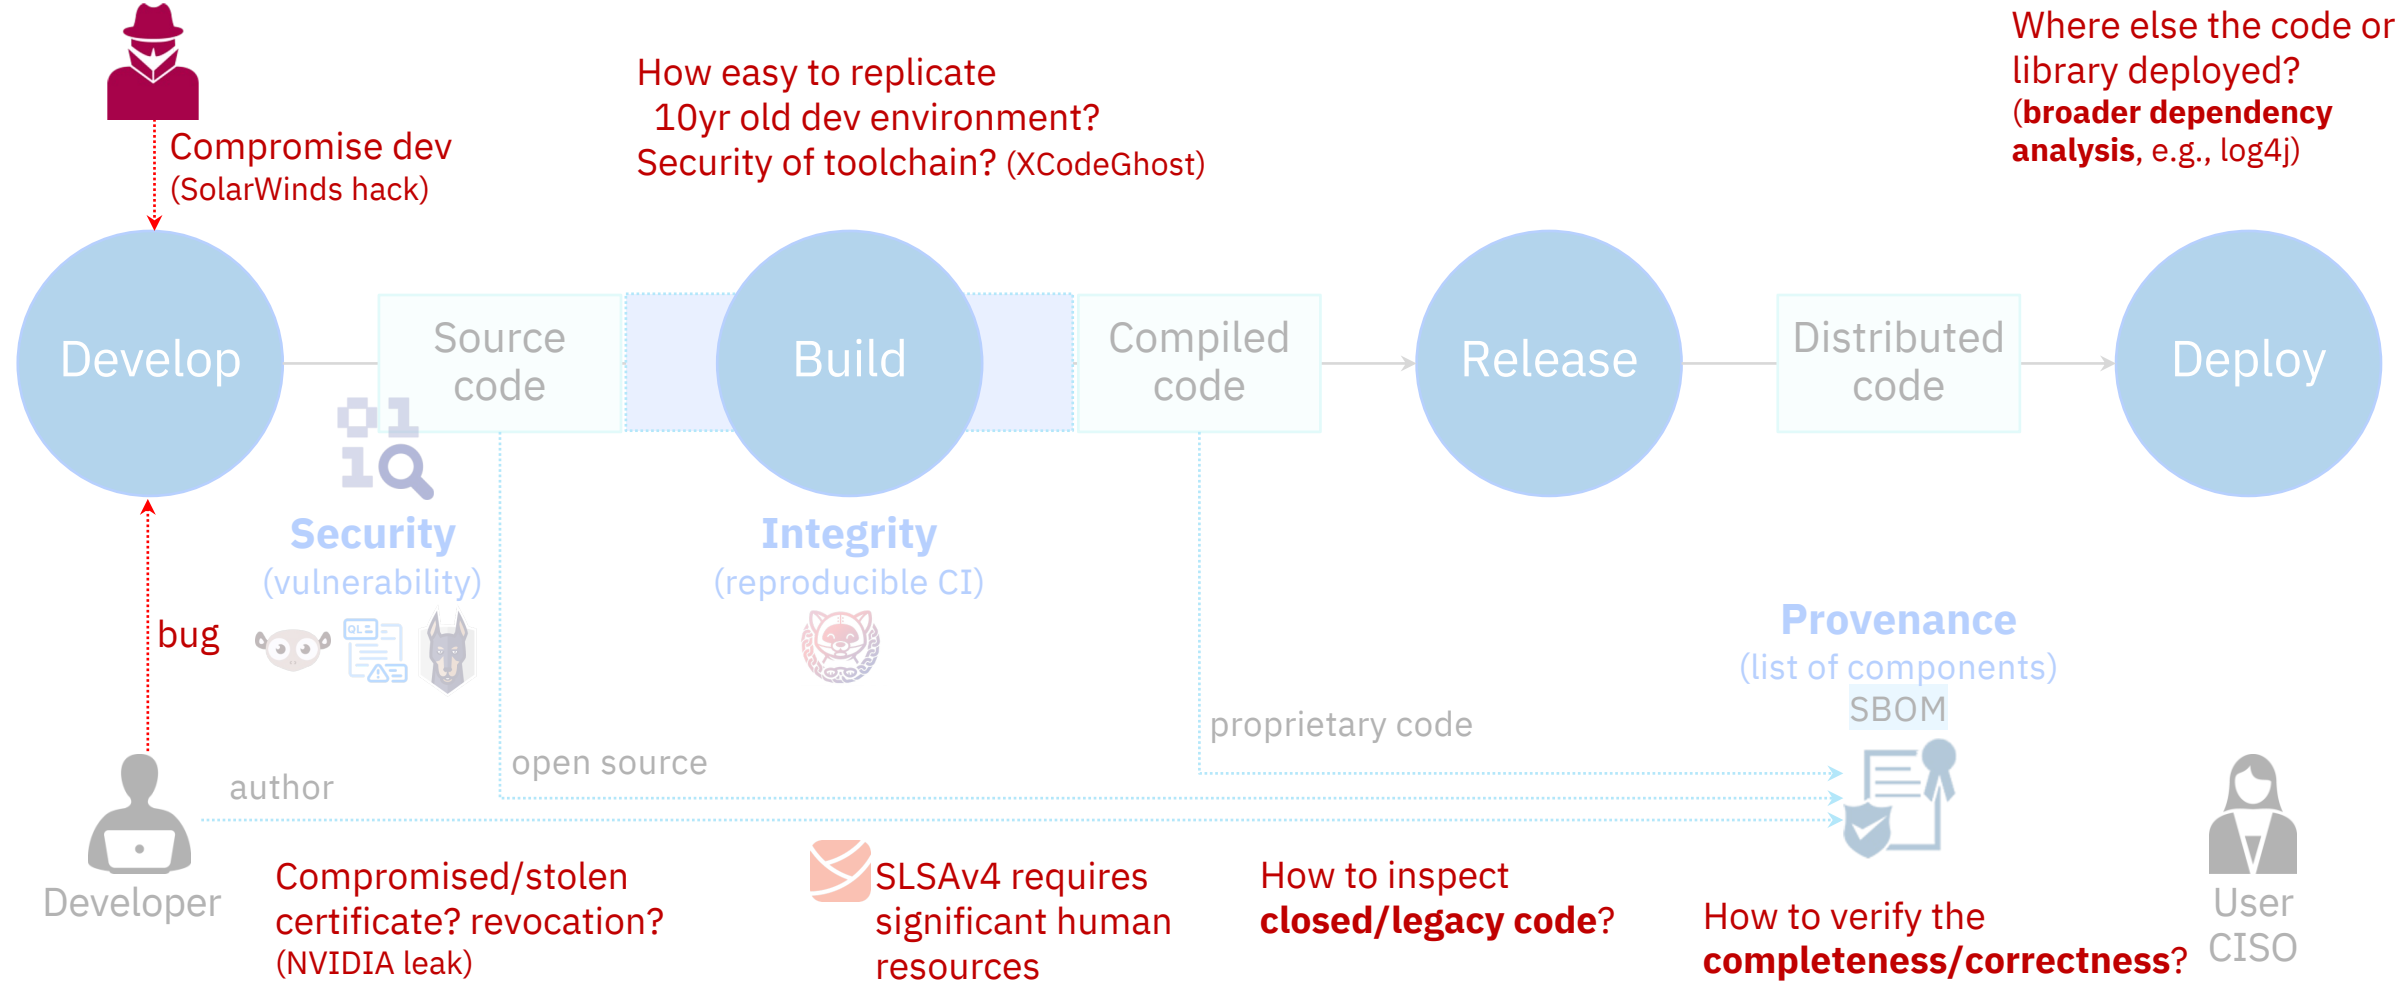 Compromise dev
(SolarWinds hack)
How easy to replicate
10yr old dev environment?
Security of toolchain? (XCodeGhost)
Where else the code or
library deployed?
(broader dependency
analysis, e.g., log4j)
Develop
Source
code
Build
Compiled
code
Release
Distributed
code
Deploy
01
10
Security
(vulnerability)
QL
Integrity
(reproducible CI)
Provenance
(list of components)
SBOM
bug
proprietary code
open source
author
Developer
User
CISO
Compromised/stolen
certificate? revocation?
(NVIDIA leak)
SLSAv4 requires
significant human
resources
How to inspect
closed/legacy code?
How to verify the
completeness/correctness?